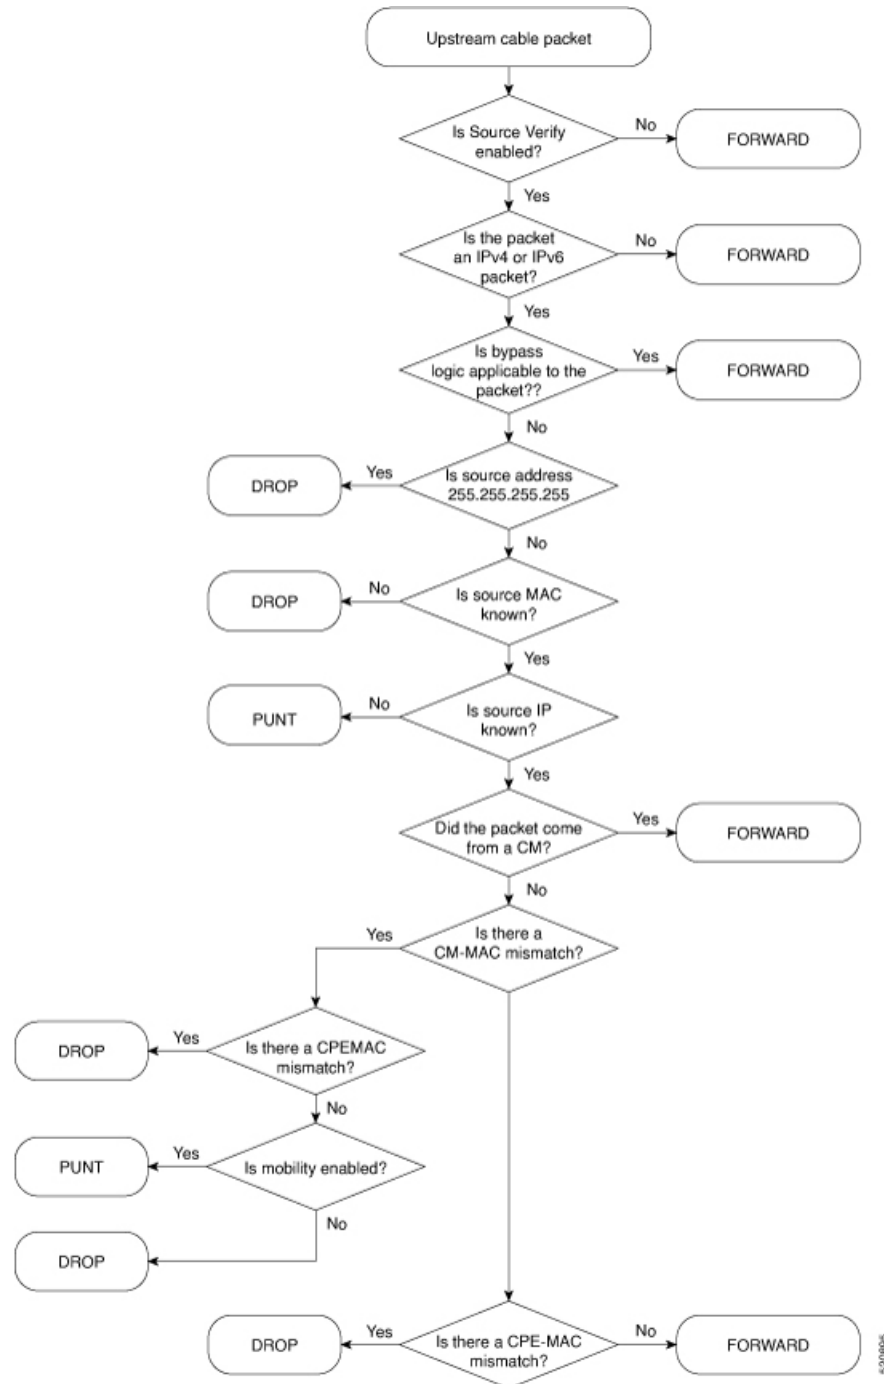 Upstream cable packet
Is Source Verify
enabled?
No
FORWARD
Yes
Is the packet
an IPv4 or IPv6
packet?
No
FORWARD
Yes
Is bypass
logic applicable to the
packet??
Yes
FORWARD
No
DROP
Yes
Is source address
255.255.255.255
No
DROP
No
Is source MAC
known?
Yes
PUNT
No
Is source IP
known?
Yes
Did the packet come
from a CM?
Yes
FORWARD
No
Yes
Is there a
CM-MAC mismatch?
DROP
Yes
Is there a CPEMAC
mismatch?
No
PUNT
Yes
Is mobility enabled?
No
DROP
DROP
Yes
Is there a CPE-MAC
mismatch?
No
FORWARD